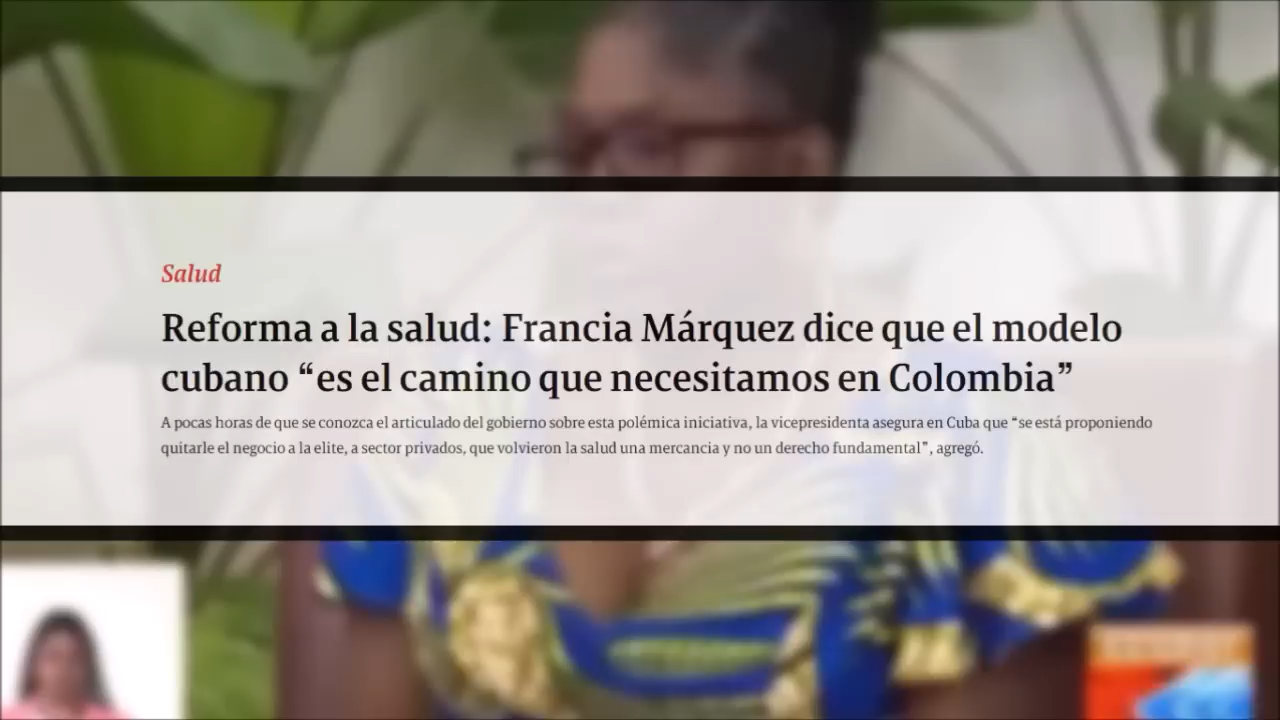 Salud
Reforma a la salud: Francia Márquez dice que el modelo
cubano “es el camino que necesitamos en Colombia”
A pocas horas de que se conozca el articulado del gobierno sobre esta polémica iniciativa, la vicepresidenta asegura en Cuba que “se está proponiendo
quitarle el negocio a la elite, a sector privados, que volvieron la salud una mercancia y no un derecho fundamental”, agregó.